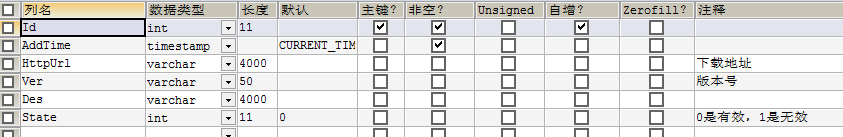 列名 数据类型 长度 默认 主键? 非空? Unsigned 自增? Zerofill? 注释
Id int 11
AddTime timestamp CURRENT_TIM
HttpUrl varchar 4000 下载地址
Ver varchar 50 版本号
Des varchar 4000
State int 11 0 0是有效，1是无效